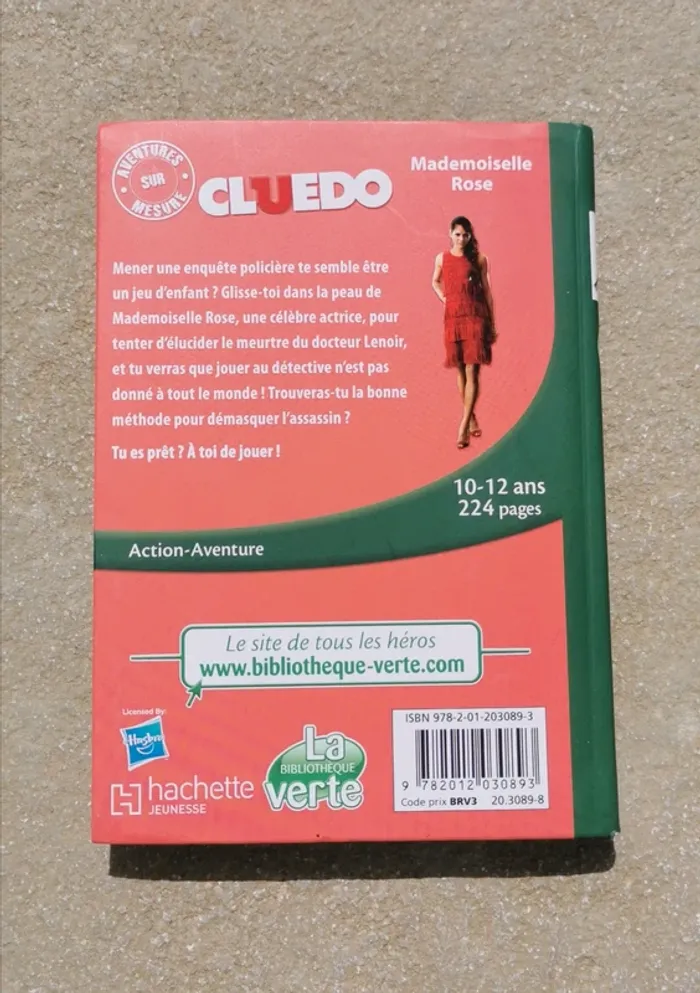 AVENTURES
SUR
MESURE
CLUEDO
Mademoiselle
Rose
Mener une enquête policière te semble être
un jeu d'enfant ? Glisse-toi dans la peau de
Mademoiselle Rose, une célèbre actrice, pour
tenter d'élucider le meurtre du docteur Lenoir,
et tu verras que jouer au détective n'est pas
donné à tout le monde ! Trouveras-tu la bonne
méthode pour démasquer l'assassin ?
Tu es prêt ? À toi de jouer !
10-12 ans
224 pages
Action-Aventure
Le site de tous les héros
www.bibliotheque-verte.com
Licensed By:
Hasbro
hachette
JEUNESSE
La
BIBLIOTHEQUE
verte
ISBN 978-2-01-203089-3
9 782012 030893
Code prix BRV3 20.3089-8